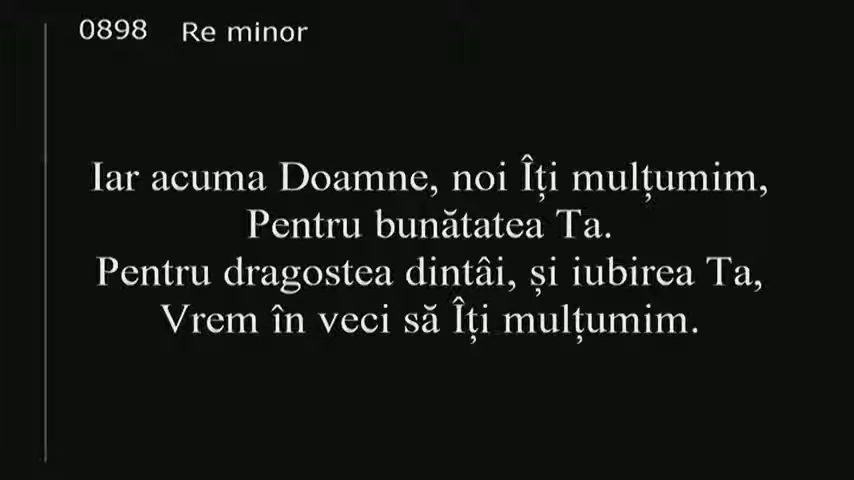 0898 Re minor
Iar acuma Doamne, noi Îți mulțumim,
Pentru bunătatea Ta.
Pentru dragostea dintâi, și iubirea Ta,
Vrem în veci să Îți mulțumim.